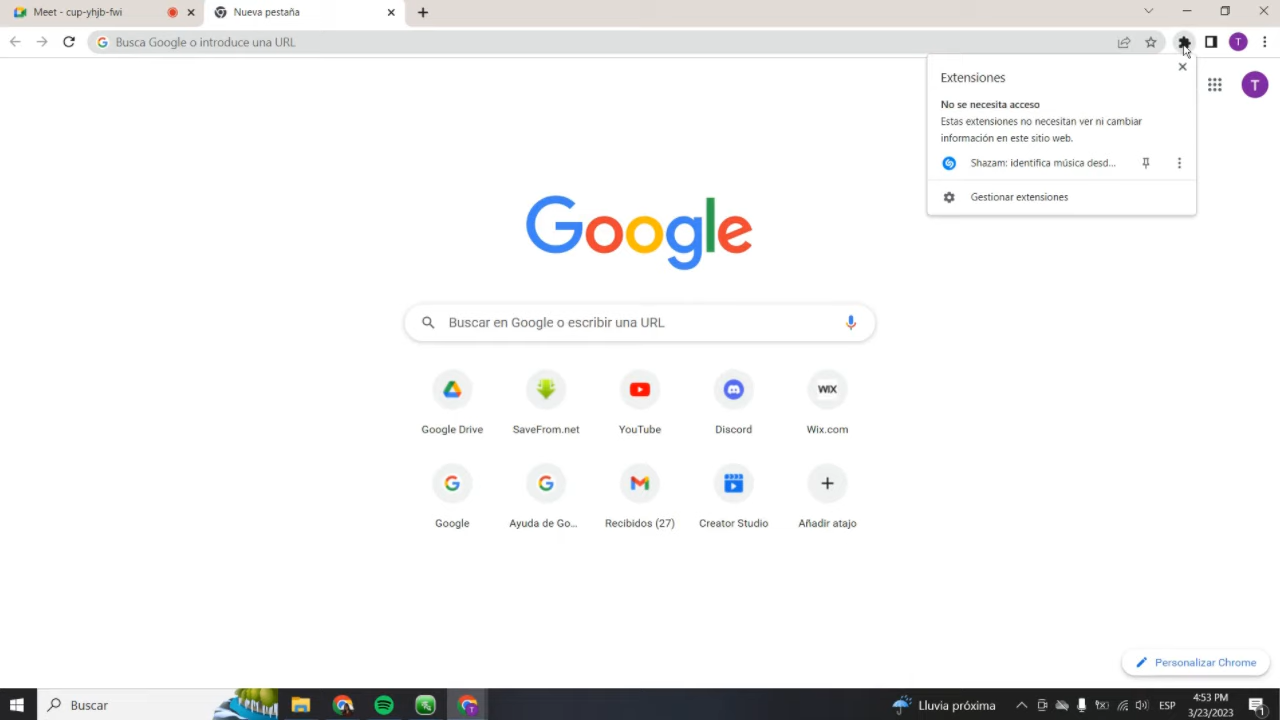 Meet - cup-yhjb-fwi
Nueva pestaña
Busca Google o introduce una URL
T
Extensiones
No se necesita acceso
Estas extensiones no necesitan ver ni cambiar
información en este sitio web.
Shazam: identifica música desd...
Gestionar extensiones
T
Google
Buscar en Google o escribir una URL
WIX
Google Drive
SaveFrom.net
YouTube
Discord
Wix.com
Google
Ayuda de Go...
Recibidos (27)
Creator Studio
Añadir atajo
Personalizar Chrome
Buscar
T
Lluvia próxima
ESP
4:53 PM
3/23/2023
1